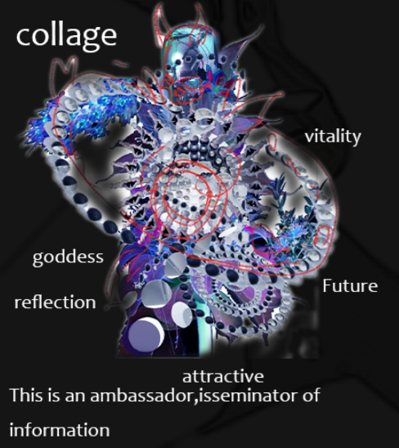 collage
vitality
goddess
Future
reflection
attractive
This is an ambassador,isseminator of
information